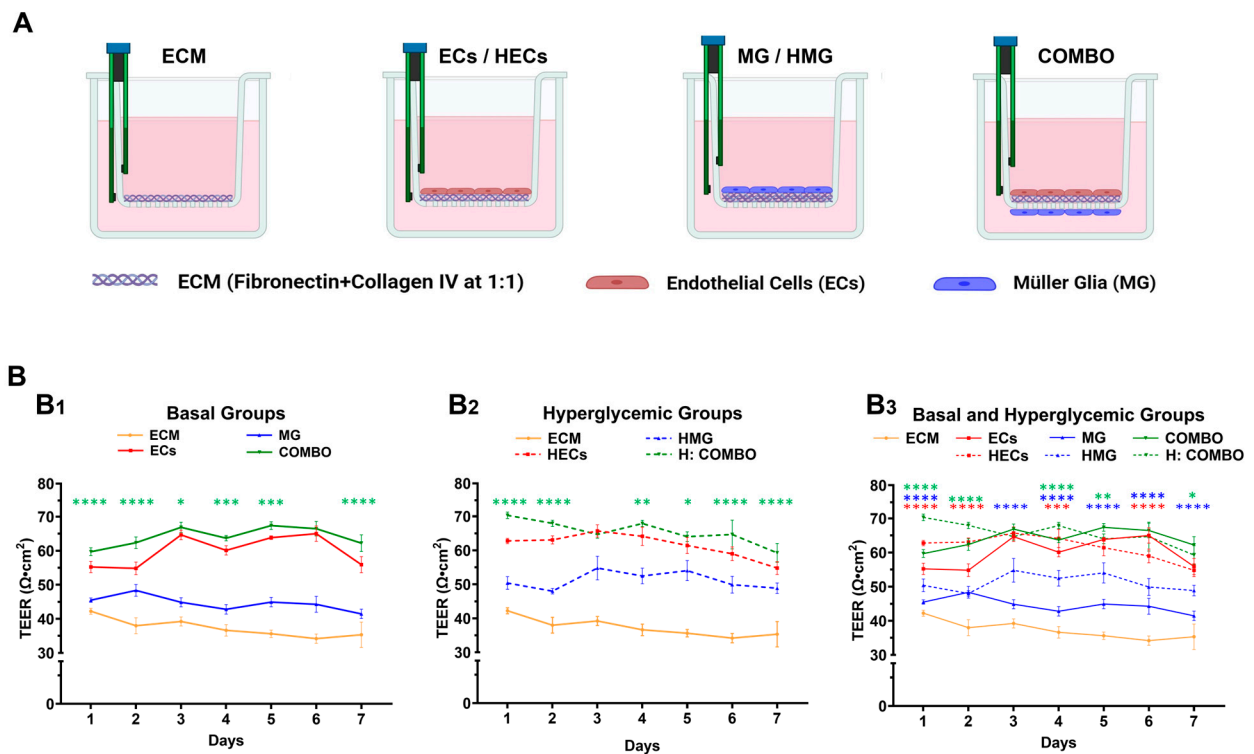 A
ECM
ECs / HECs
MG / HMG
COMBO
ECM (Fibronectin+Collagen IV at 1:1)
Endothelial Cells (ECs)
Müller Glia (MG)
B
B1
Basal Groups
ECM
MG
ECs
COMBO
**** **** * *** *** ****
TEER (Ω•cm²)
80
70
60
50
40
30
0
1 2 3 4 5 6 7
Days
B2
Hyperglycemic Groups
ECM
HMG
HECs
H: COMBO
**** **** ** * **** ****
TEER (Ω•cm²)
80
70
60
50
40
30
0
1 2 3 4 5 6 7
Days
B3
Basal and Hyperglycemic Groups
ECM ECs MG COMBO
HECs HMG H: COMBO
**** ****
**** **** **** ** **** *
**** **** **** *** **** **** ****
TEER (Ω•cm²)
80
70
60
50
40
30
0
1 2 3 4 5 6 7
Days